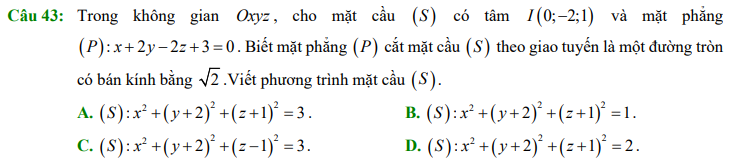 Câu 43: Trong không gian Oxyz, cho mặt cầu (S) có tâm I(0;−2;1) và mặt phẳng
(P): x+2y−2z+3=0. Biết mặt phẳng (P) cắt mặt cầu (S) theo giao tuyến là một đường tròn
có bán kính bằng √2.Viết phương trình mặt cầu (S).
A. (S): x²+(y+2)²+(z+1)²=3. B. (S): x²+(y+2)²+(z+1)²=1.
C. (S): x²+(y+2)²+(z−1)²=3. D. (S): x²+(y+2)²+(z+1)²=2.